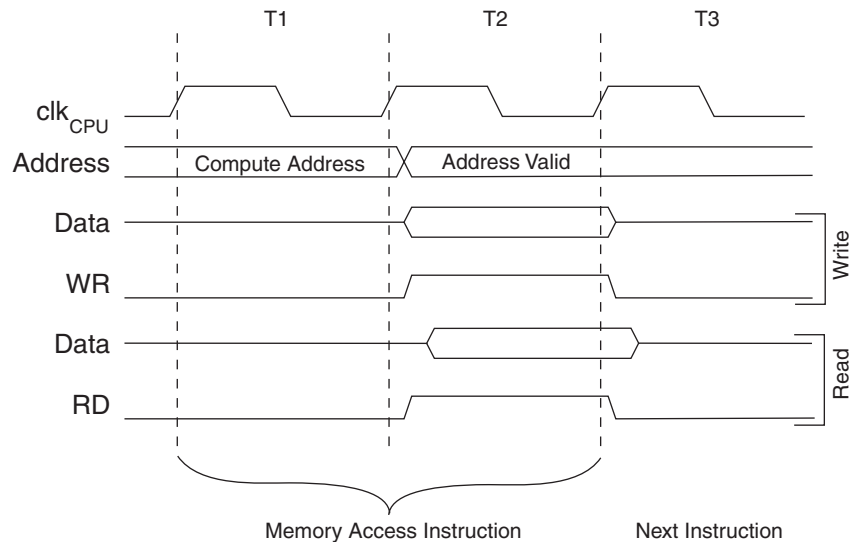 T1 T2 T3
clkCPU
Address Compute Address Address Valid
Data
WR
Write
Data
RD
Read
Memory Access Instruction Next Instruction